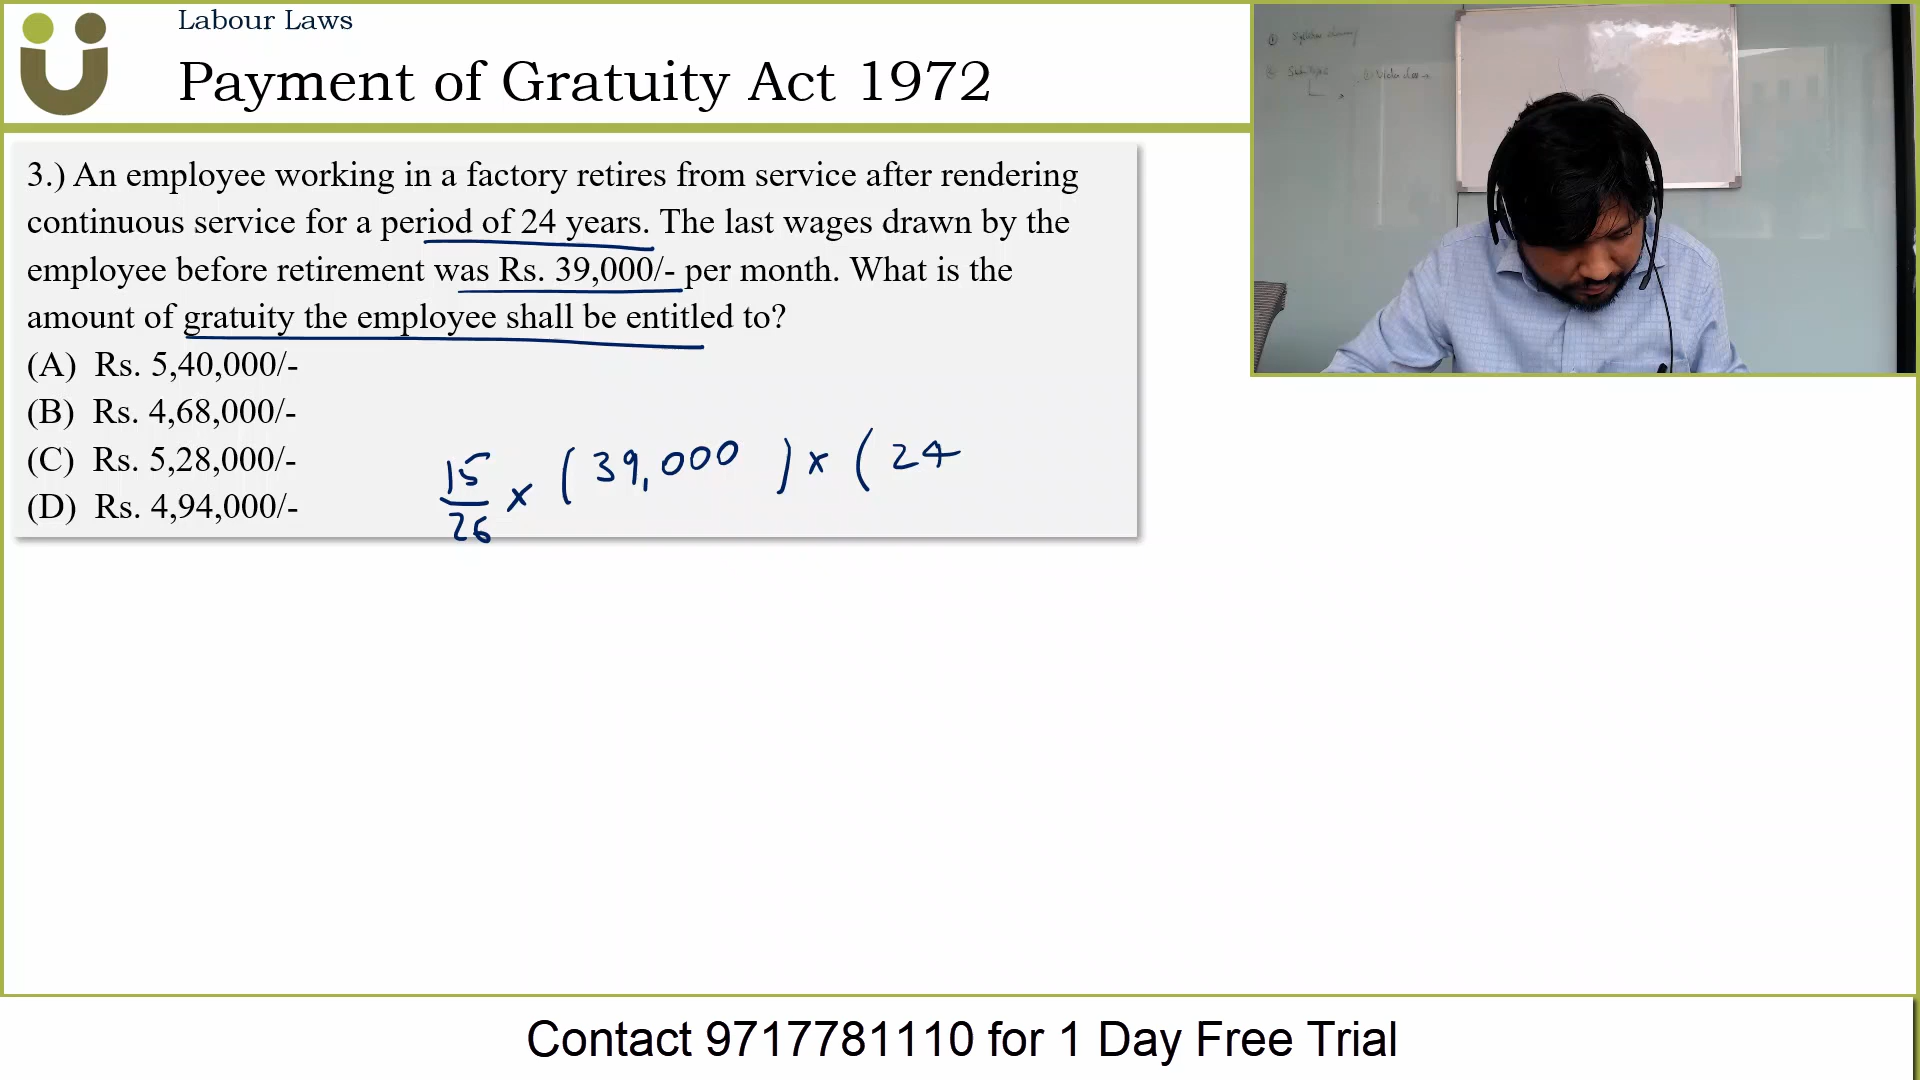 Labour Laws
Payment of Gratuity Act 1972
3.) An employee working in a factory retires from service after rendering
continuous service for a period of 24 years. The last wages drawn by the
employee before retirement was Rs. 39,000/- per month. What is the
amount of gratuity the employee shall be entitled to?
(A) Rs. 5,40,000/-
(B) Rs. 4,68,000/-
(C) Rs. 5,28,000/-
(D) Rs. 4,94,000/-
15/26 × (39,000) × (24
Contact 9717781110 for 1 Day Free Trial